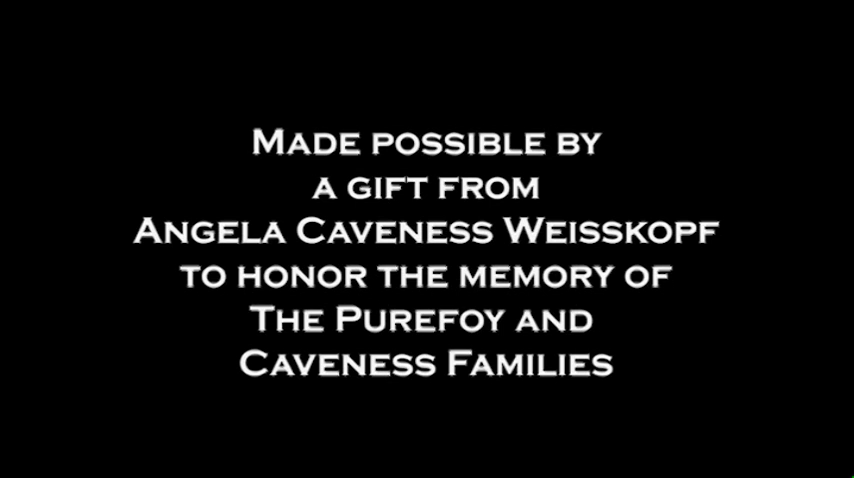 Made possible by
a gift from
Angela Caveness Weisskopf
to honor the memory of
The Purefoy and
Caveness Families